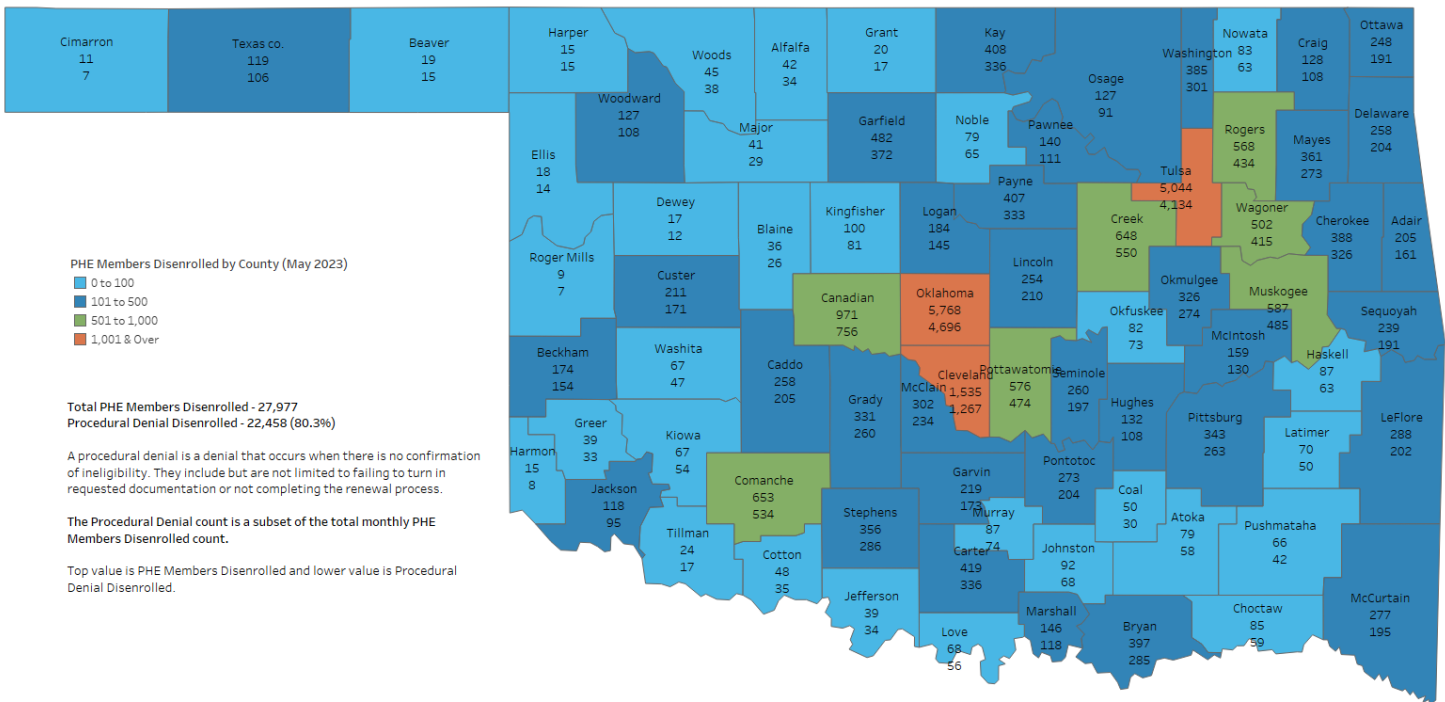 Cimarron
11
7
Texas co.
119
106
Beaver
19
15
Harper
15
15
Woods
45
38
Alfalfa
42
34
Grant
20
17
Kay
408
336
Osage
127
91
Washington
385
301
Nowata
83
63
Craig
128
108
Ottawa
248
191
Woodward
127
108
Major
41
29
Garfield
482
372
Noble
79
65
Pawnee
140
111
Rogers
568
434
Mayes
361
273
Delaware
258
204
Ellis
18
14
Dewey
17
12
Blaine
36
26
Kingfisher
100
81
Logan
184
145
Payne
407
333
Creek
648
550
Tulsa
5,044
4,134
Wagoner
502
415
Cherokee
388
326
Adair
205
161
Roger Mills
9
7
Custer
211
171
Canadian
971
756
Oklahoma
5,768
4,696
Lincoln
254
210
Okfuskee
82
73
Okmulgee
326
274
Muskogee
587
485
Sequoyah
239
191
PHE Members Disenrolled by County (May 2023)
0 to 100
101 to 500
501 to 1,000
1,001 & Over
Beckham
174
154
Washita
67
47
Caddo
258
205
Grady
331
260
McClain
302
234
Cleveland
1,535
1,267
Pottawatomie
576
474
Seminole
260
197
Hughes
132
108
McIntosh
159
130
Haskell
87
63
Pittsburg
343
263
Latimer
70
50
LeFlore
288
202
Total PHE Members Disenrolled - 27,977
Procedural Denial Disenrolled - 22,458 (80.3%)
A procedural denial is a denial that occurs when there is no confirmation
of ineligibility. They include but are not limited to failing to turn in
requested documentation or not completing the renewal process.
The Procedural Denial count is a subset of the total monthly PHE
Members Disenrolled count.
Top value is PHE Members Disenrolled and lower value is Procedural
Denial Disenrolled.
Harmon
15
8
Greer
39
33
Kiowa
67
54
Jackson
118
95
Comanche
653
534
Tillman
24
17
Cotton
48
35
Stephens
356
286
Jefferson
39
34
Garvin
219
173
Murray
87
74
Carter
419
336
Love
68
56
Pontotoc
273
204
Johnston
92
68
Marshall
146
118
Coal
50
30
Atoka
79
58
Bryan
397
285
Pushmataha
66
42
Choctaw
85
59
McCurtain
277
195